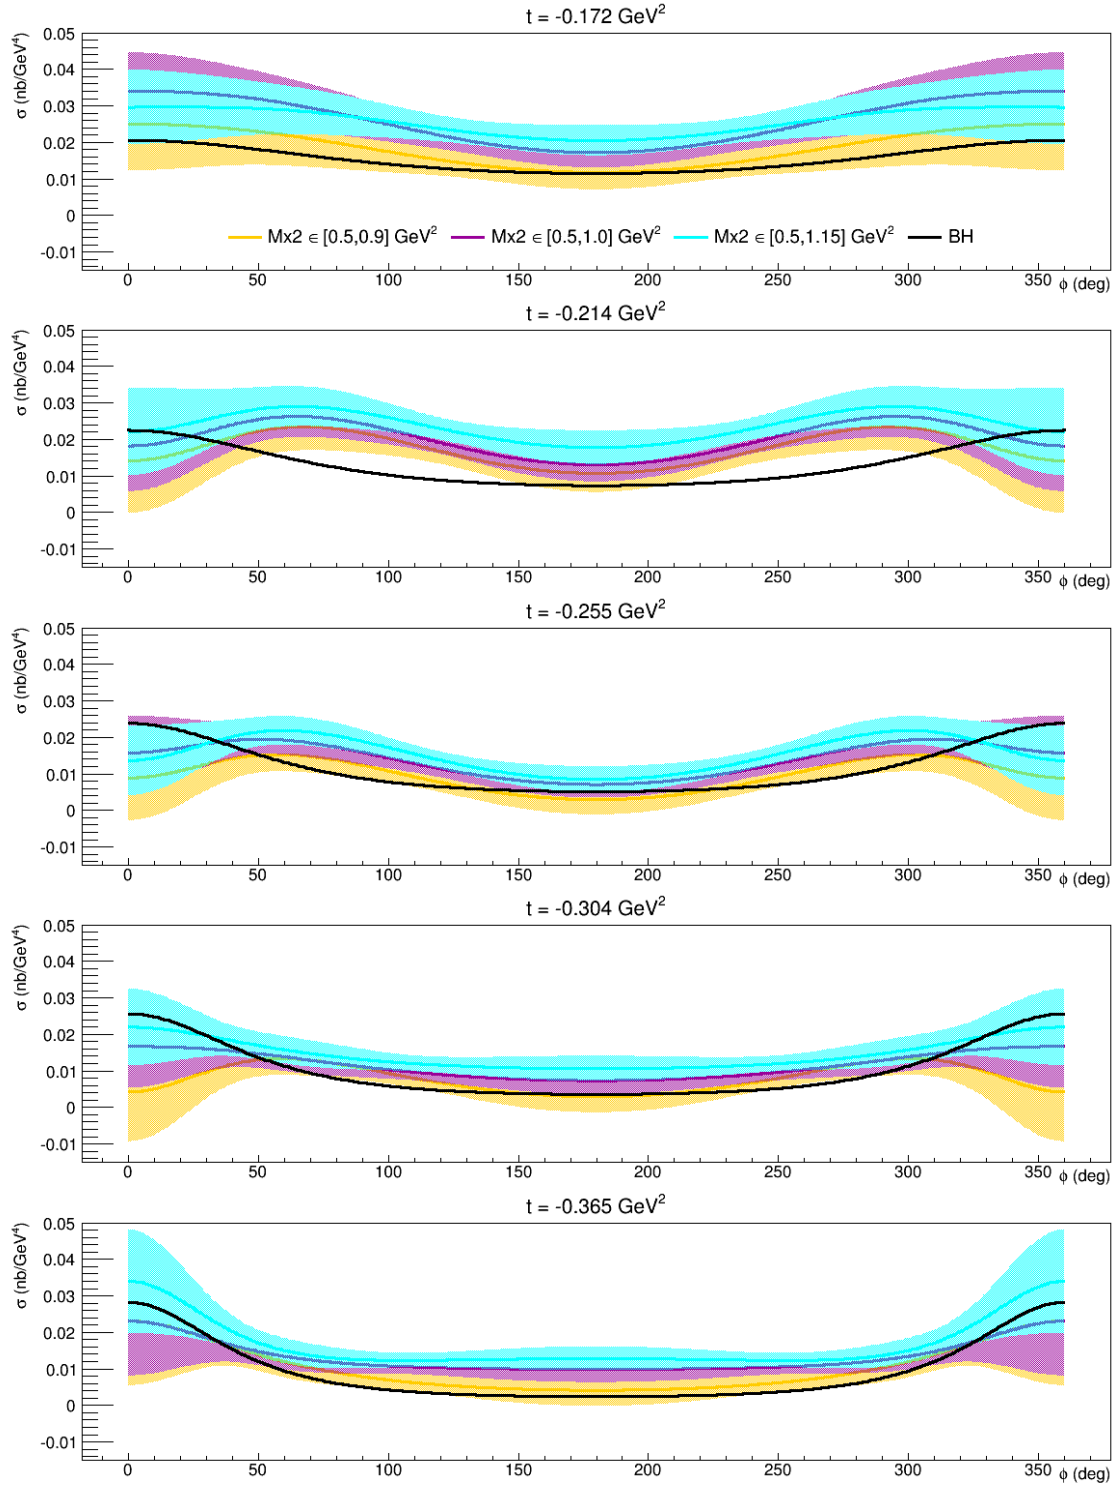 t = -0.172 GeV²
σ (nb/GeV⁴)
0.05
0.04
0.03
0.02
0.01
0
-0.01
Mx2 ∈ [0.5,0.9] GeV² Mx2 ∈ [0.5,1.0] GeV² Mx2 ∈ [0.5,1.15] GeV² BH
0 50 100 150 200 250 300 350 ϕ (deg)
t = -0.214 GeV²
σ (nb/GeV⁴)
0.05
0.04
0.03
0.02
0.01
0
-0.01
0 50 100 150 200 250 300 350 ϕ (deg)
t = -0.255 GeV²
σ (nb/GeV⁴)
0.05
0.04
0.03
0.02
0.01
0
-0.01
0 50 100 150 200 250 300 350 ϕ (deg)
t = -0.304 GeV²
σ (nb/GeV⁴)
0.05
0.04
0.03
0.02
0.01
0
-0.01
0 50 100 150 200 250 300 350 ϕ (deg)
t = -0.365 GeV²
σ (nb/GeV⁴)
0.05
0.04
0.03
0.02
0.01
0
-0.01
0 50 100 150 200 250 300 350 ϕ (deg)